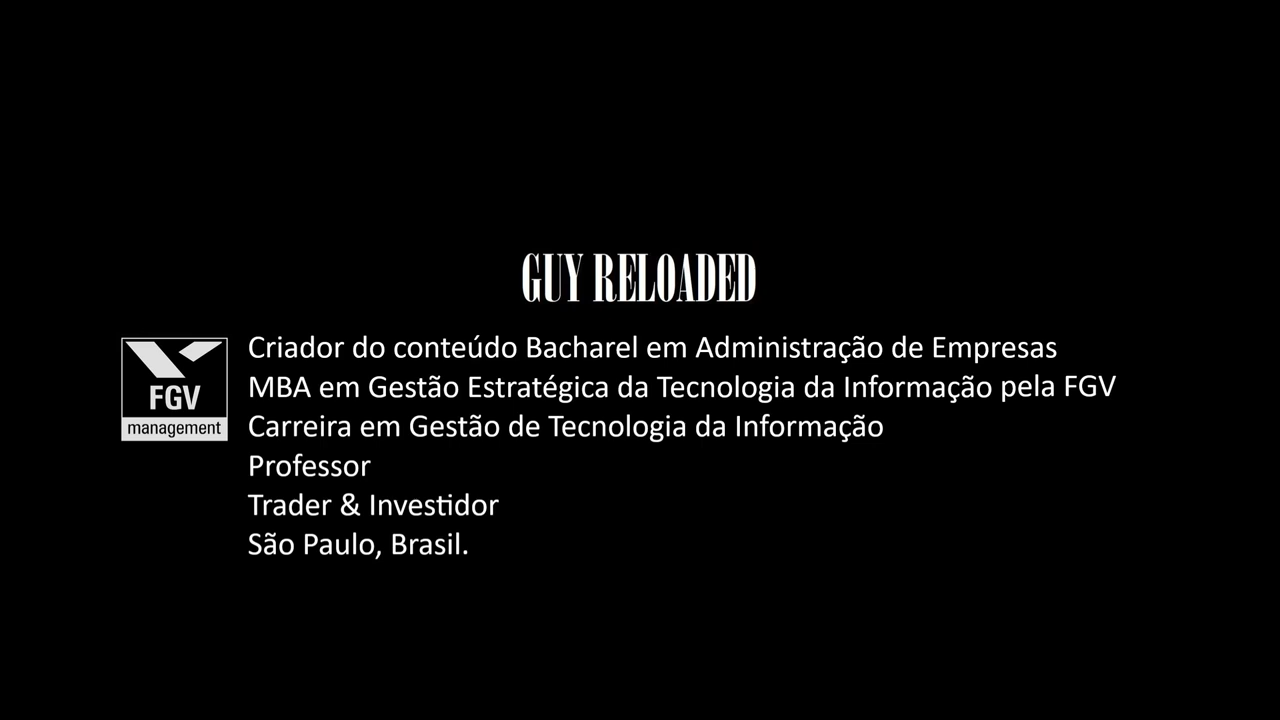 GUY RELOADED
Criador do conteúdo Bacharel em Administração de Empresas
MBA em Gestão Estratégica da Tecnologia da Informação pela FGV
Carreira em Gestão de Tecnologia da Informação
Professor
Trader & Investidor
São Paulo, Brasil.
FGV
management